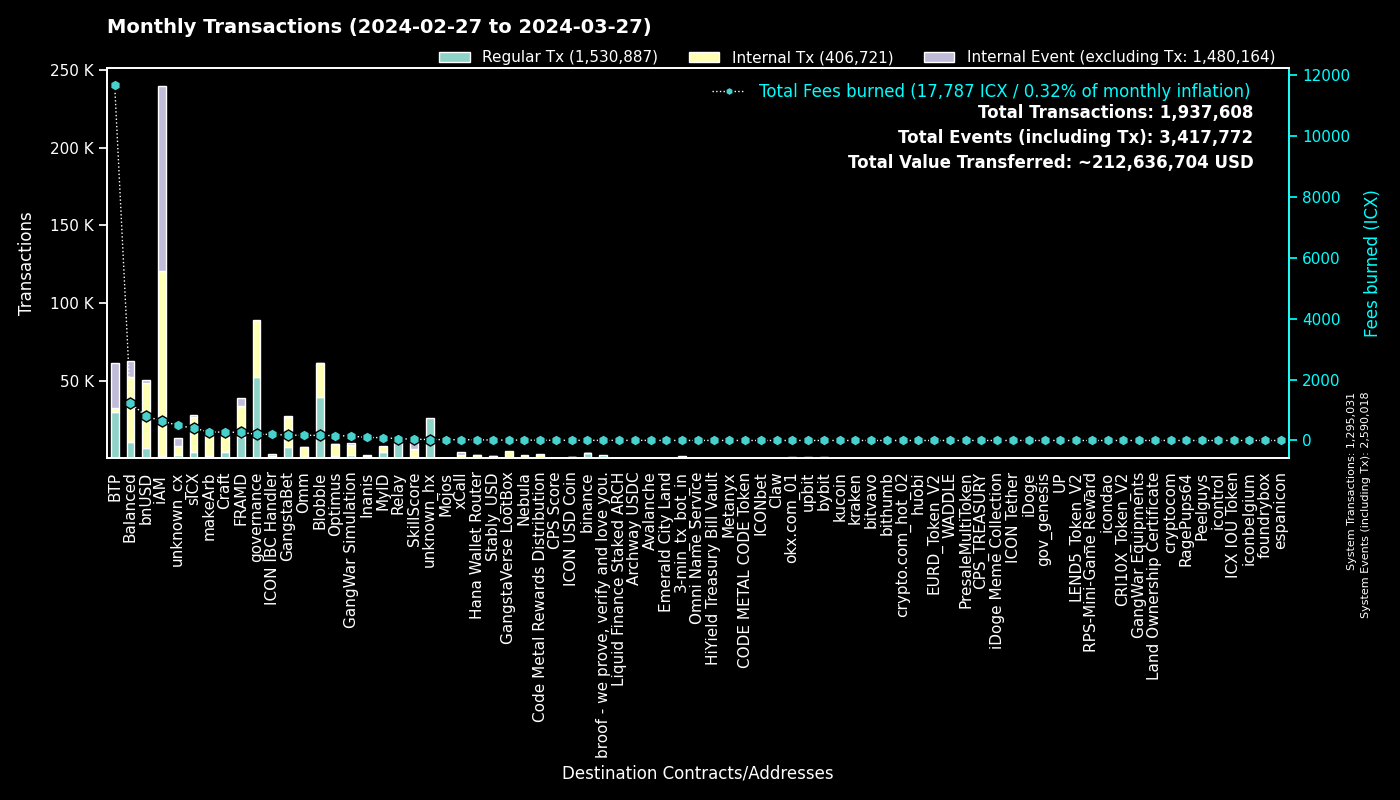 Monthly Transactions (2024-02-27 to 2024-03-27)
Regular Tx (1,530,887)
Internal Tx (406,721)
Internal Event (excluding Tx: 1,480,164)
Total Fees burned (17,787 ICX / 0.32% of monthly inflation)
Total Transactions: 1,937,608
Total Events (including Tx): 3,417,772
Total Value Transferred: ~212,636,704 USD
Transactions
250 K
200 K
150 K
100 K
50 K
12000
10000
8000
6000
4000
2000
0
Fees burned (ICX)
System Transactions: 1,295,031
System Events (including Tx): 2,590,018
BTP
Balanced
bnUSD
iAM
unknown_cx
sICX
makeArb
Craft
FRAMD
governance
ICON IBC Handler
GangstaBet
Omm
Blobble
Optimus
GangWar Simulation
Inanis
MyID
Relay
SkillScore
unknown_hx
Mojos
xCall
Hana Wallet Router
Stably_USD
GangstaVerse LootBox
Nebula
Code Metal Rewards Distribution
CPS Score
ICON USD Coin
binance
broof - we prove, verify and love you.
Liquid Finance Staked ARCH
Archway_USDC
Avalanche
Emerald City Land
3-min_tx_bot_in
Omni Name Service
HiYield Treasury Bill Vault
Metanyx
CODE METAL CODE Token
ICONbet
Claw
okx.com_01
upbit
bybit
kucoin
kraken
bitvavo
bithumb
crypto.com_hot_02
huobi
EURD_Token_V2
WADDLE
PresaleMultiToken
CPS_TREASURY
iDoge Meme Collection
ICON Tether
iDoge
gov_genesis
UP
LEND5_Token_V2
RPS-Mini-Game Reward
icondao
CRI10X_Token_V2
GangWar Equipments
Land Ownership Certificate
cryptocom
RagePups64
Peelguys
icontrol
ICX IOU Token
iconbelgium
foundrybox
espanicon
Destination Contracts/Addresses